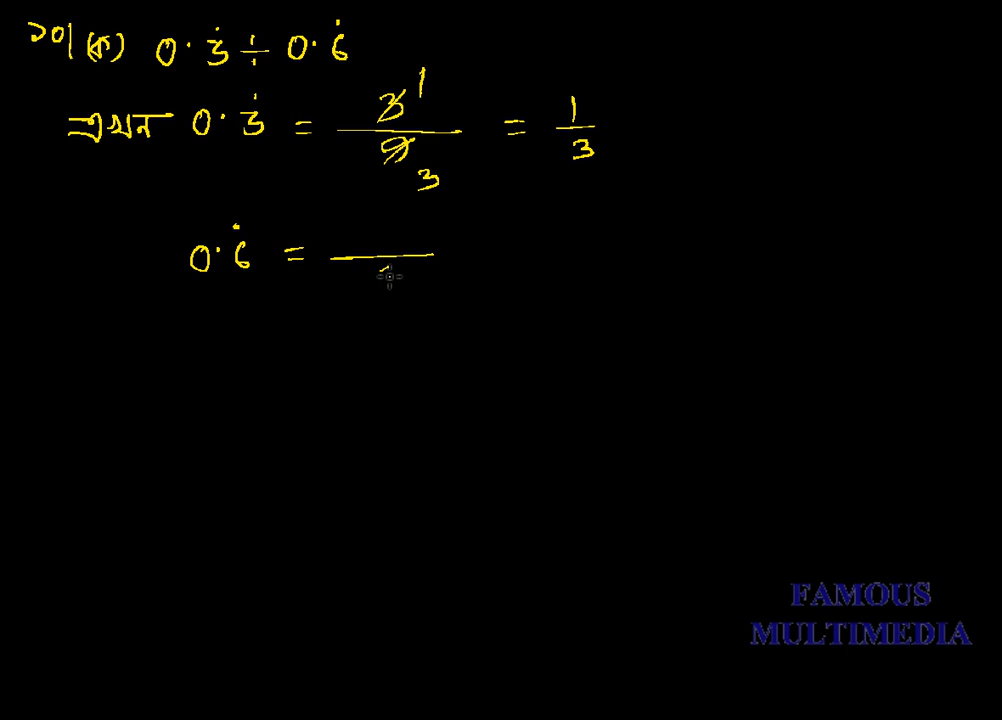 ১০। (ক) 0.3̇ ÷ 0.6̇
এখন 0.3̇ = 3/9 = 1/3
0.6̇ =
FAMOUS
MULTIMEDIA